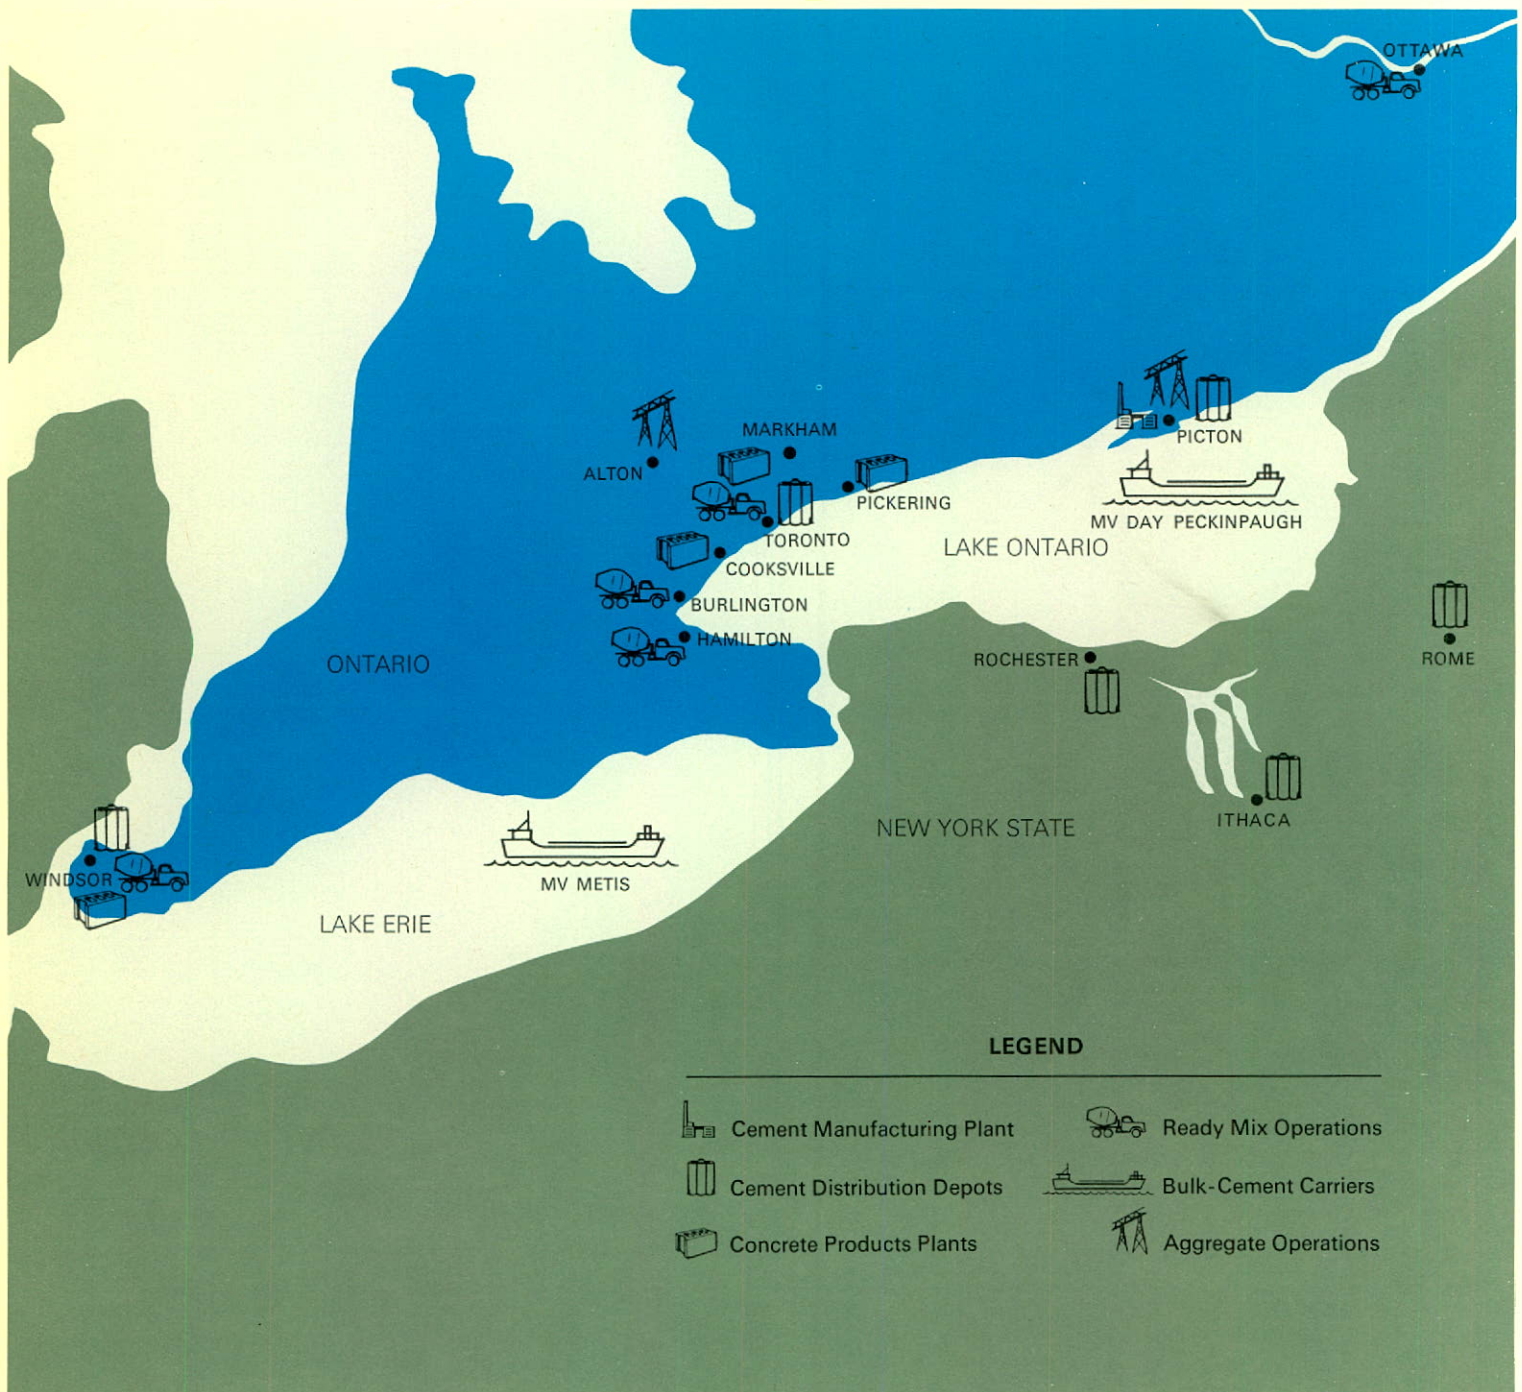 OTTAWA
MARKHAM
PICTON
ALTON
PICKERING
MV DAY PECKINPAUGH
TORONTO
LAKE ONTARIO
COOKSVILLE
BURLINGTON
HAMILTON
ONTARIO
ROCHESTER
ROME
ITHACA
NEW YORK STATE
WINDSOR
MV METIS
LAKE ERIE
LEGEND
Cement Manufacturing Plant
Ready Mix Operations
Cement Distribution Depots
Bulk-Cement Carriers
Concrete Products Plants
Aggregate Operations